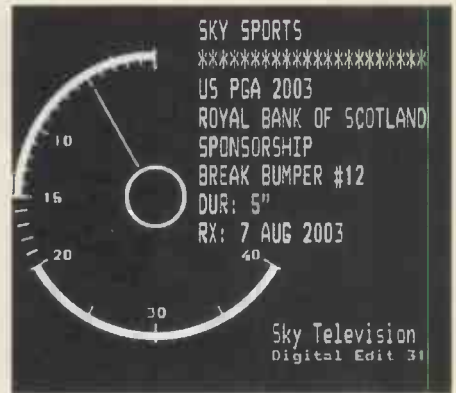 SKY SPORTS
**********************
US PGA 2003
ROYAL BANK OF SCOTLAND
SPONSORSHIP
BREAK BUMPER #12
DUR: 5"
RX: 7 AUG 2003
10
15
20
40
30
Sky Television
Digital Edit 31